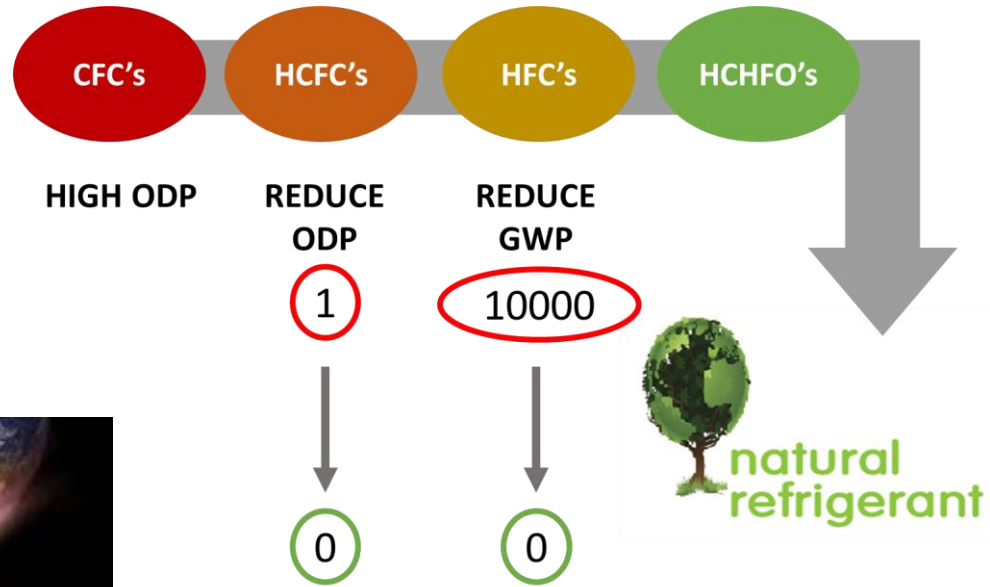 CFC's
HCFC's
HFC's
HCHFO's
HIGH ODP
REDUCE
ODP
1
0
REDUCE
GWP
10000
0
natural
refrigerant